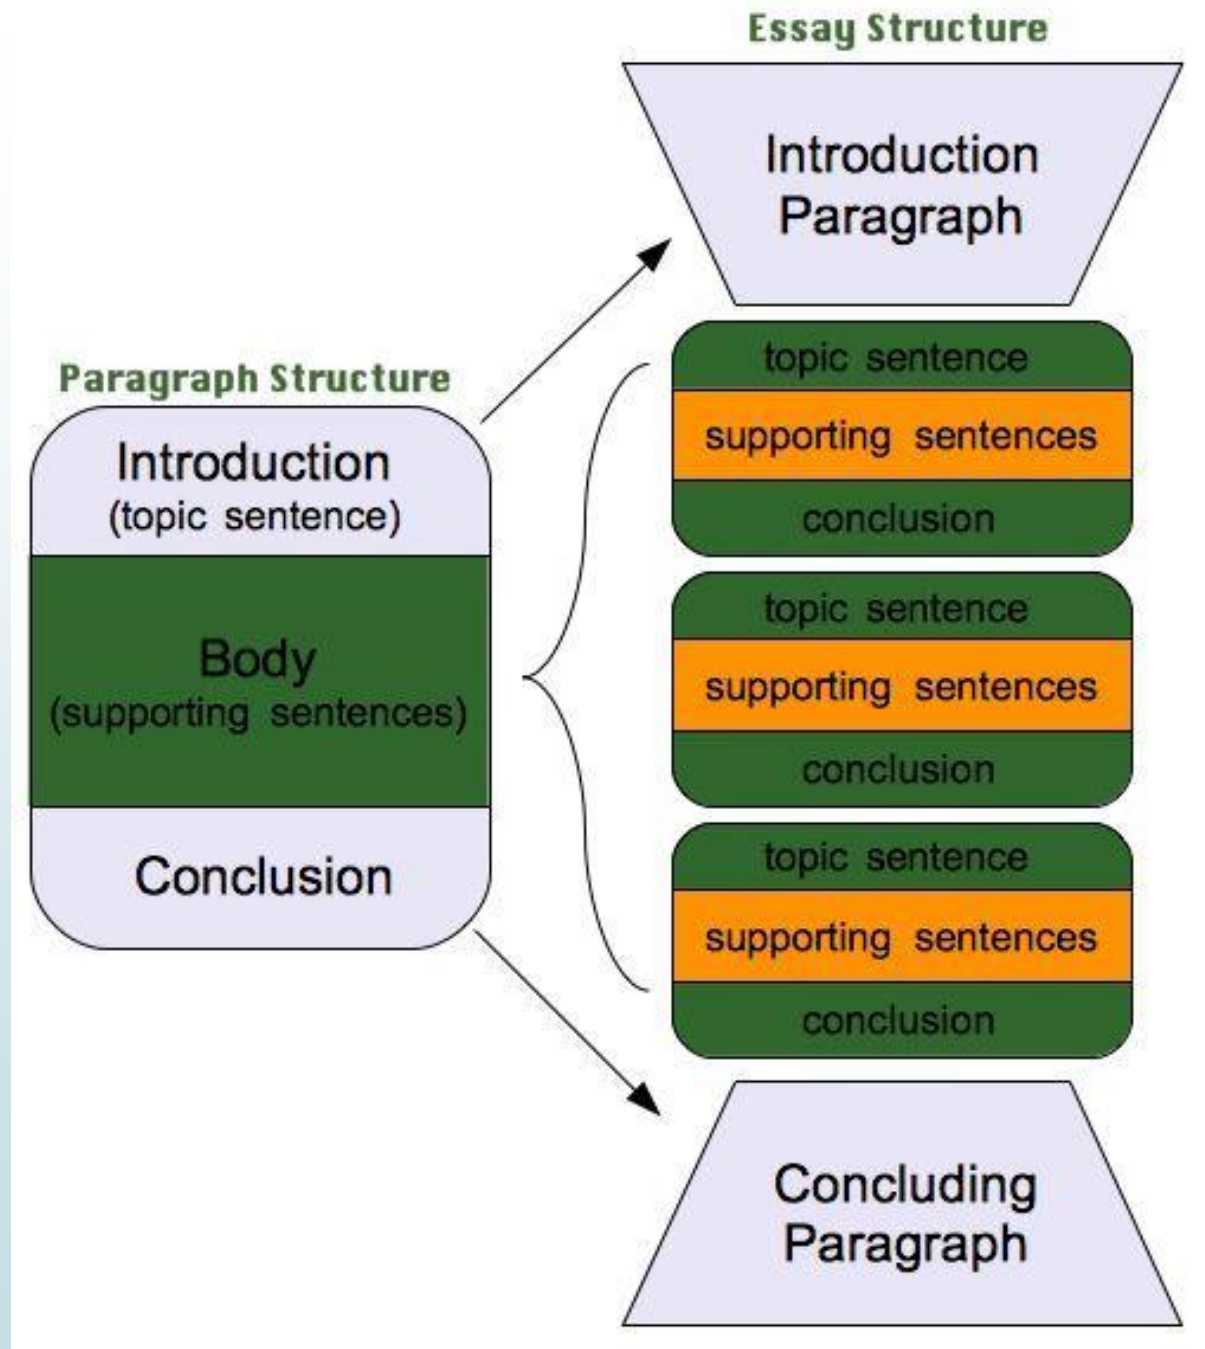 Essay Structure
Introduction
Paragraph
Paragraph Structure
Introduction
(topic sentence)
Body
(supporting sentences)
Conclusion
topic sentence
supporting sentences
conclusion
topic sentence
supporting sentences
conclusion
topic sentence
supporting sentences
conclusion
Concluding
Paragraph